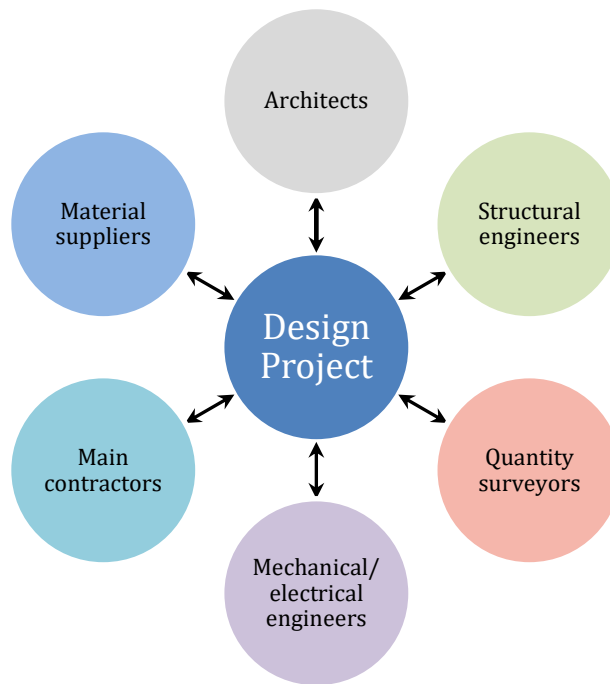 Architects
Material
suppliers
Structural
engineers
Design
Project
Main
contractors
Quantity
surveyors
Mechanical/
electrical
engineers